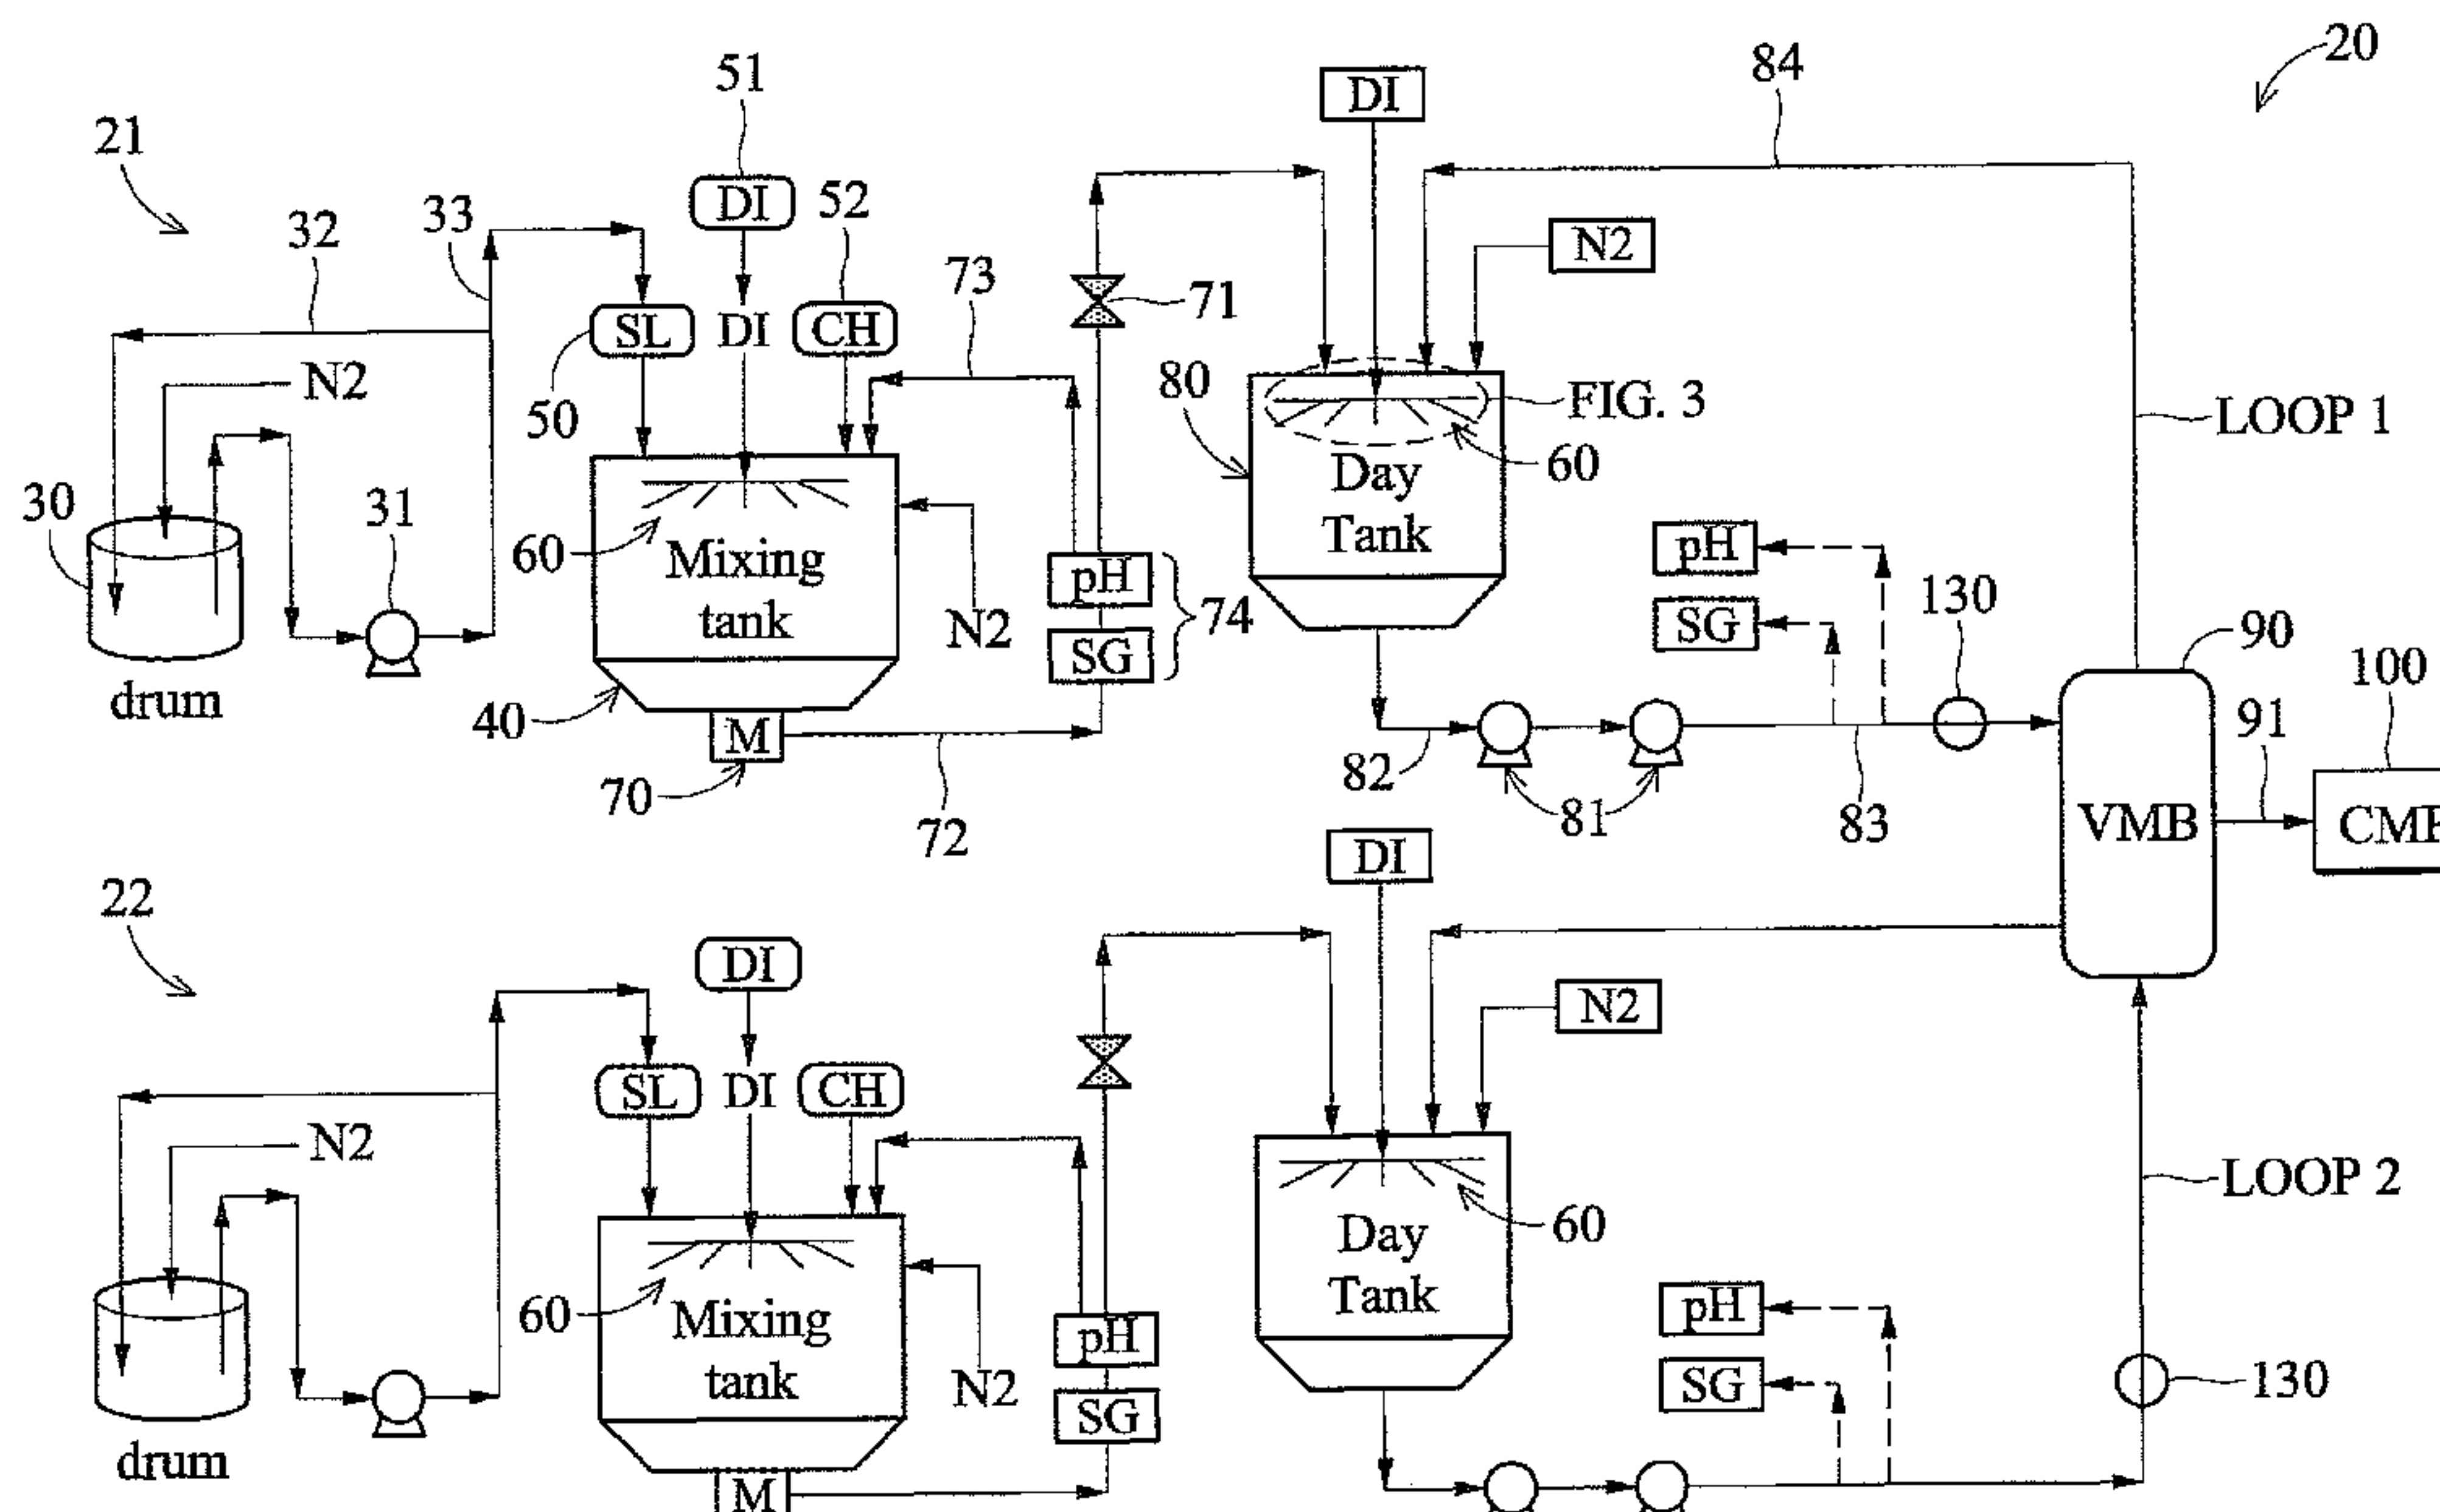 20
84
51
DI
21
DI
52
33
32
73
N2
71
SL
DI
CH
N2
80
FIG. 3
50
LOOP 1
60
Day
Tank
30
31
60
Mixing
tank
N2
pH
SG
74
pH
SG
130
90
drum
40
M
70
72
82
81
83
91
100
VMB
DI
22
DI
N2
SL
DI
CH
N2
LOOP 2
60
Day
Tank
60
Mixing
tank
N2
pH
SG
pH
SG
130
drum
M